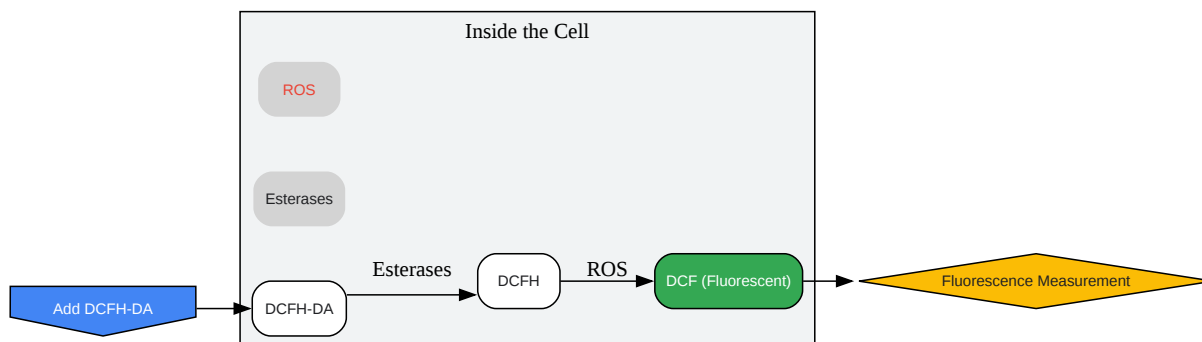 Inside the Cell
ROS
Esterases
Add DCFH-DA
DCFH-DA
Esterases
DCFH
ROS
DCF (Fluorescent)
Fluorescence Measurement